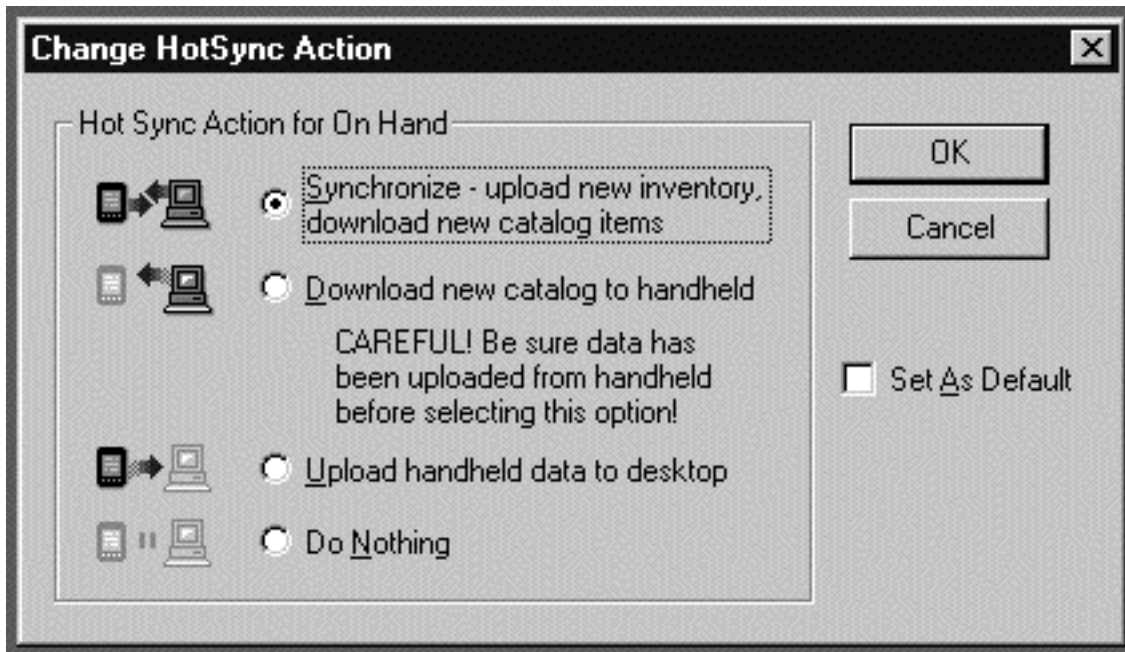 Change HotSync Action
Hot Sync Action for On Hand
Synchronize - upload new inventory,
download new catalog items
Download new catalog to handheld
CAREFUL! Be sure data has
been uploaded from handheld
before selecting this option!
Upload handheld data to desktop
Do Nothing
OK
Cancel
Set As Default